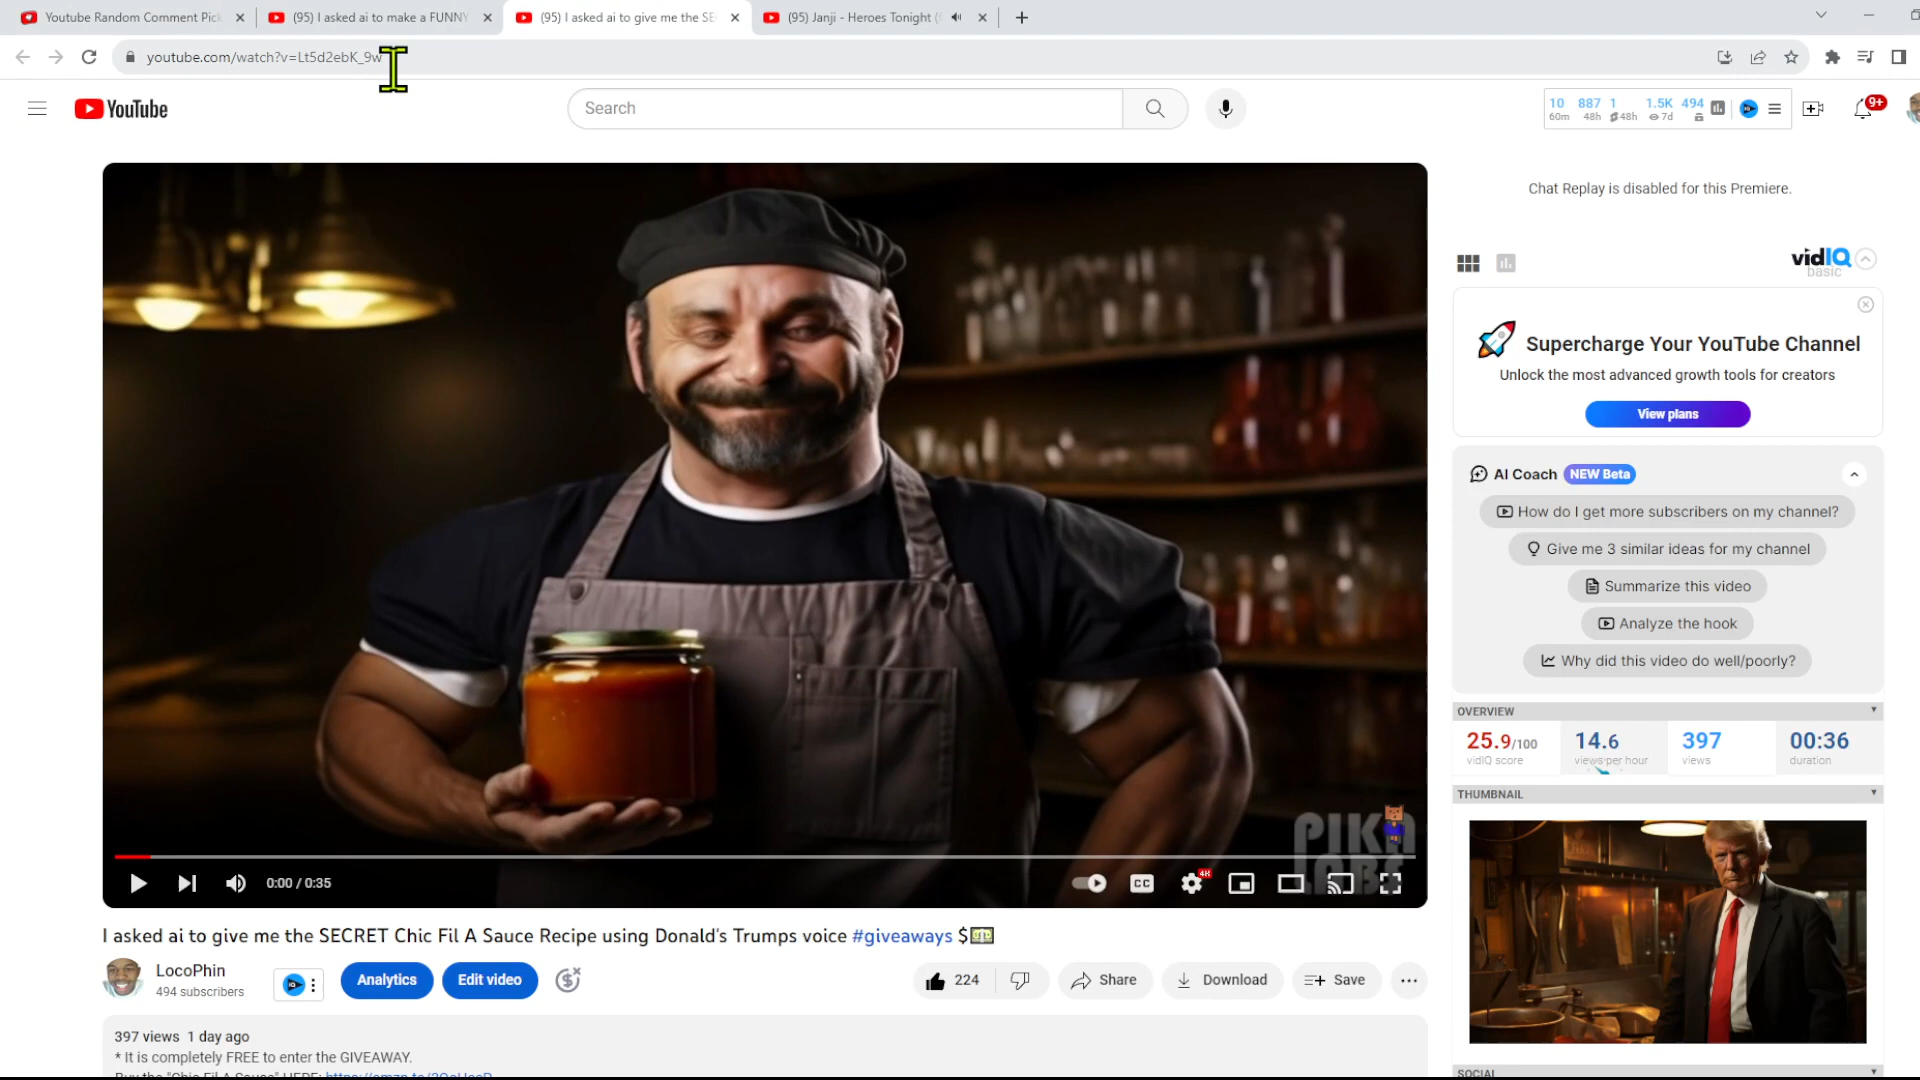 Youtube Random Comment Pick
(95) I asked ai to make a FUNNY
(95) I asked ai to give me the SE
(95) Janji - Heroes Tonight (
youtube.com/watch?v=Lt5d2ebK_9w
YouTube
Search
10 887 1 1.5K 494
60m 48h 48h 7d
9+
Chat Replay is disabled for this Premiere.
vidIQ
basic
Supercharge Your YouTube Channel
Unlock the most advanced growth tools for creators
View plans
AI Coach NEW Beta
How do I get more subscribers on my channel?
Give me 3 similar ideas for my channel
Summarize this video
Analyze the hook
Why did this video do well/poorly?
OVERVIEW
25.9/100 14.6 397 00:36
vidIQ score views per hour views duration
THUMBNAIL
PIKA
LABS
0:00 / 0:35
CC
4K
I asked ai to give me the SECRET Chic Fil A Sauce Recipe using Donald's Trumps voice #giveaways $
LocoPhin
494 subscribers
Analytics
Edit video
224
Share
Download
Save
397 views 1 day ago
* It is completely FREE to enter the GIVEAWAY.
Buy the "Chic Fil A Sauce" HERE:
SOCIAL